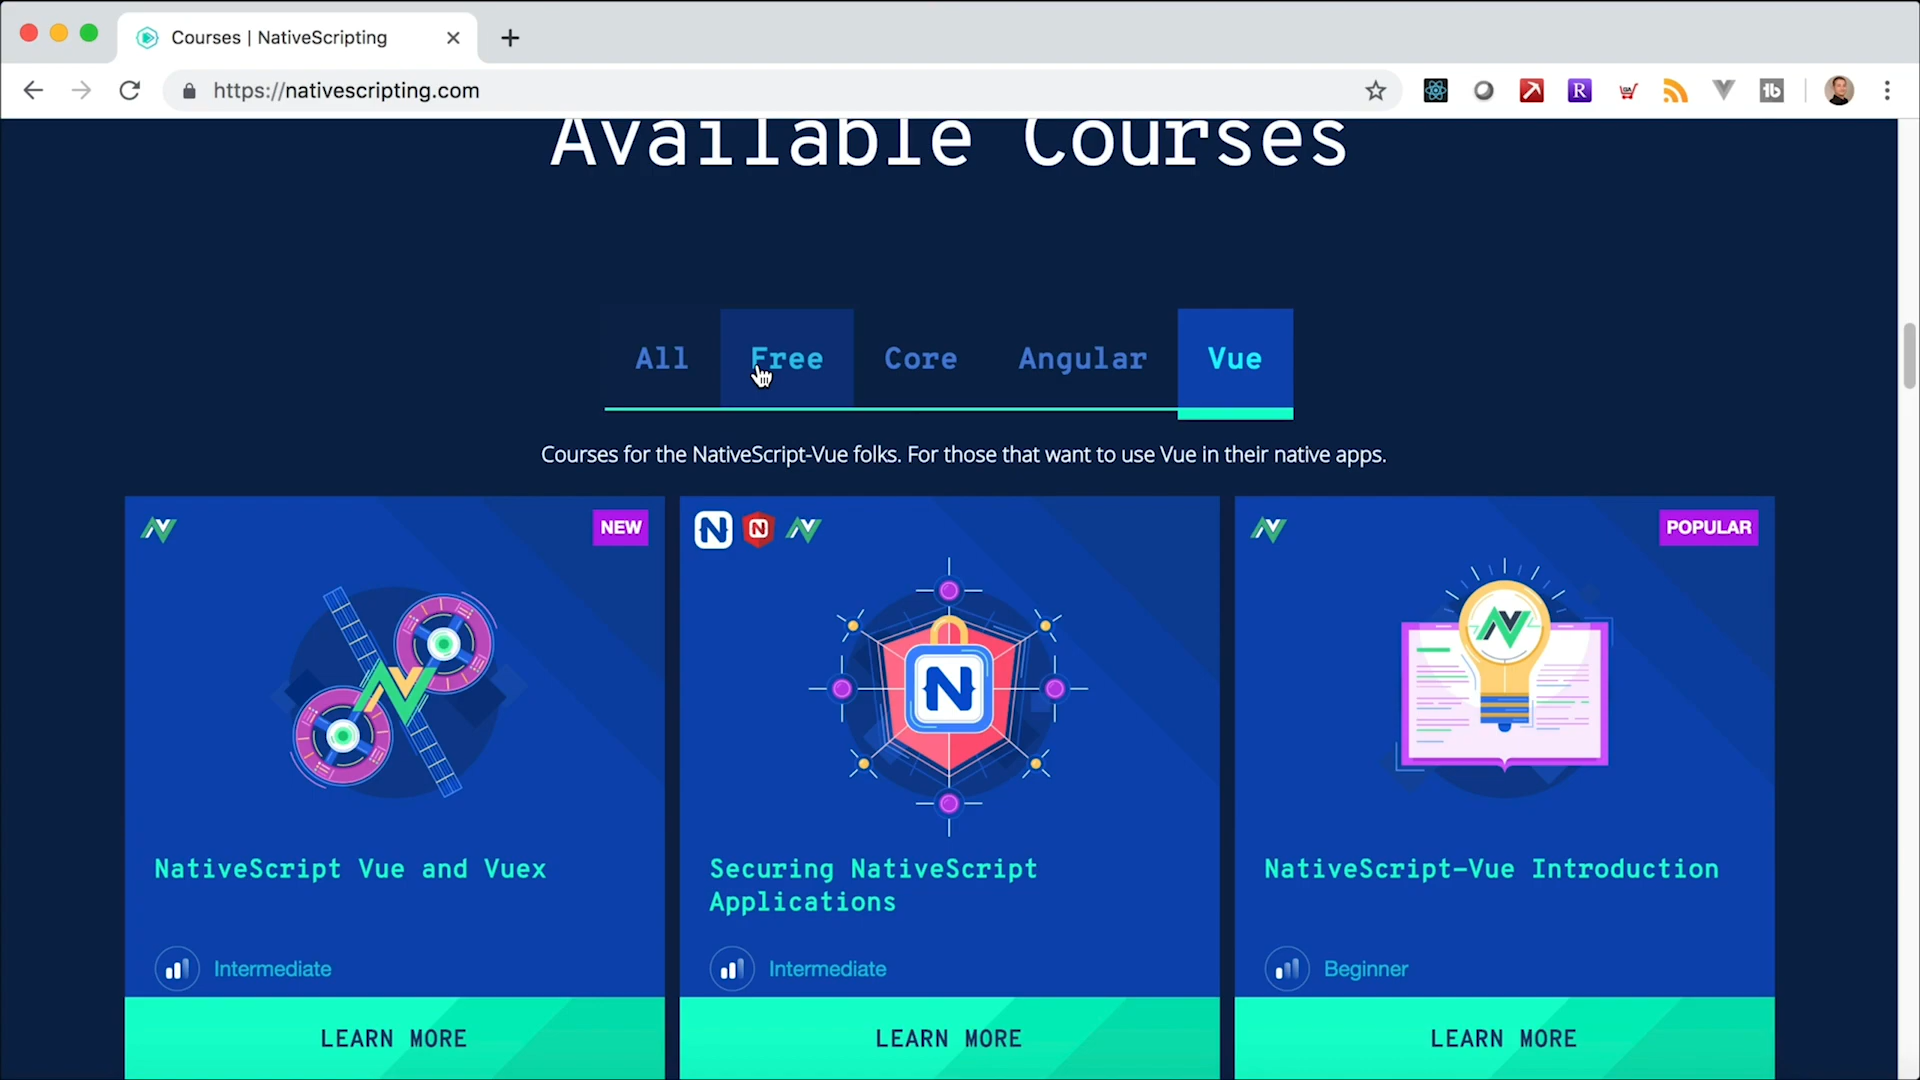 Courses | NativeScripting
https://nativescripting.com
R
tb
Available Courses
All Free Core Angular Vue
Courses for the NativeScript-Vue folks. For those that want to use Vue in their native apps.
NEW
N N
POPULAR
N
NativeScript Vue and Vuex
Securing NativeScript
Applications
NativeScript-Vue Introduction
Intermediate
Intermediate
Beginner
LEARN MORE
LEARN MORE
LEARN MORE